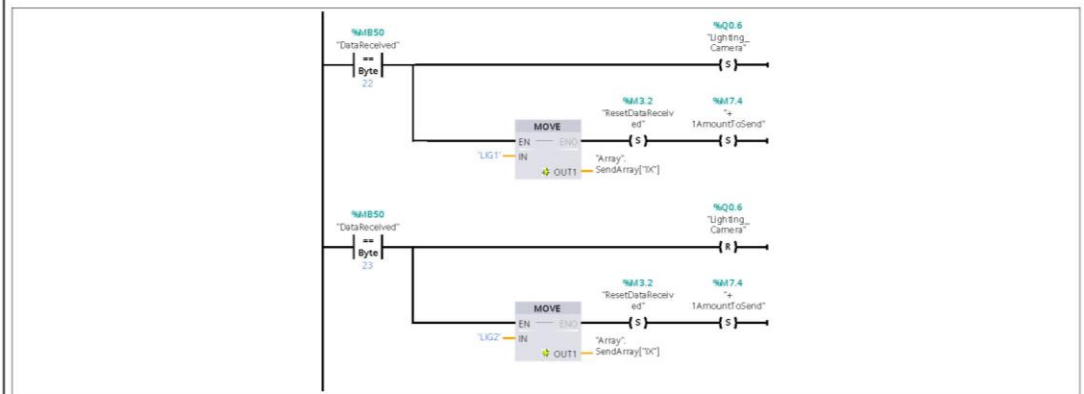 %MB50
"DataReceived"
==
Byte
22
%Q0.6
"Lighting_
Camera"
S
%M3.2
"ResetDataReceiv
ed"
S
%M7.4
"+
1AmountToSend"
S
MOVE
EN ENO
'LIG1' IN
OUT1
"Array".
SendArray["IX"]
%MB50
"DataReceived"
==
Byte
23
%Q0.6
"Lighting_
Camera"
R
%M3.2
"ResetDataReceiv
ed"
S
%M7.4
"+
1AmountToSend"
S
MOVE
EN ENO
'LIG2' IN
OUT1
"Array".
SendArray["IX"]